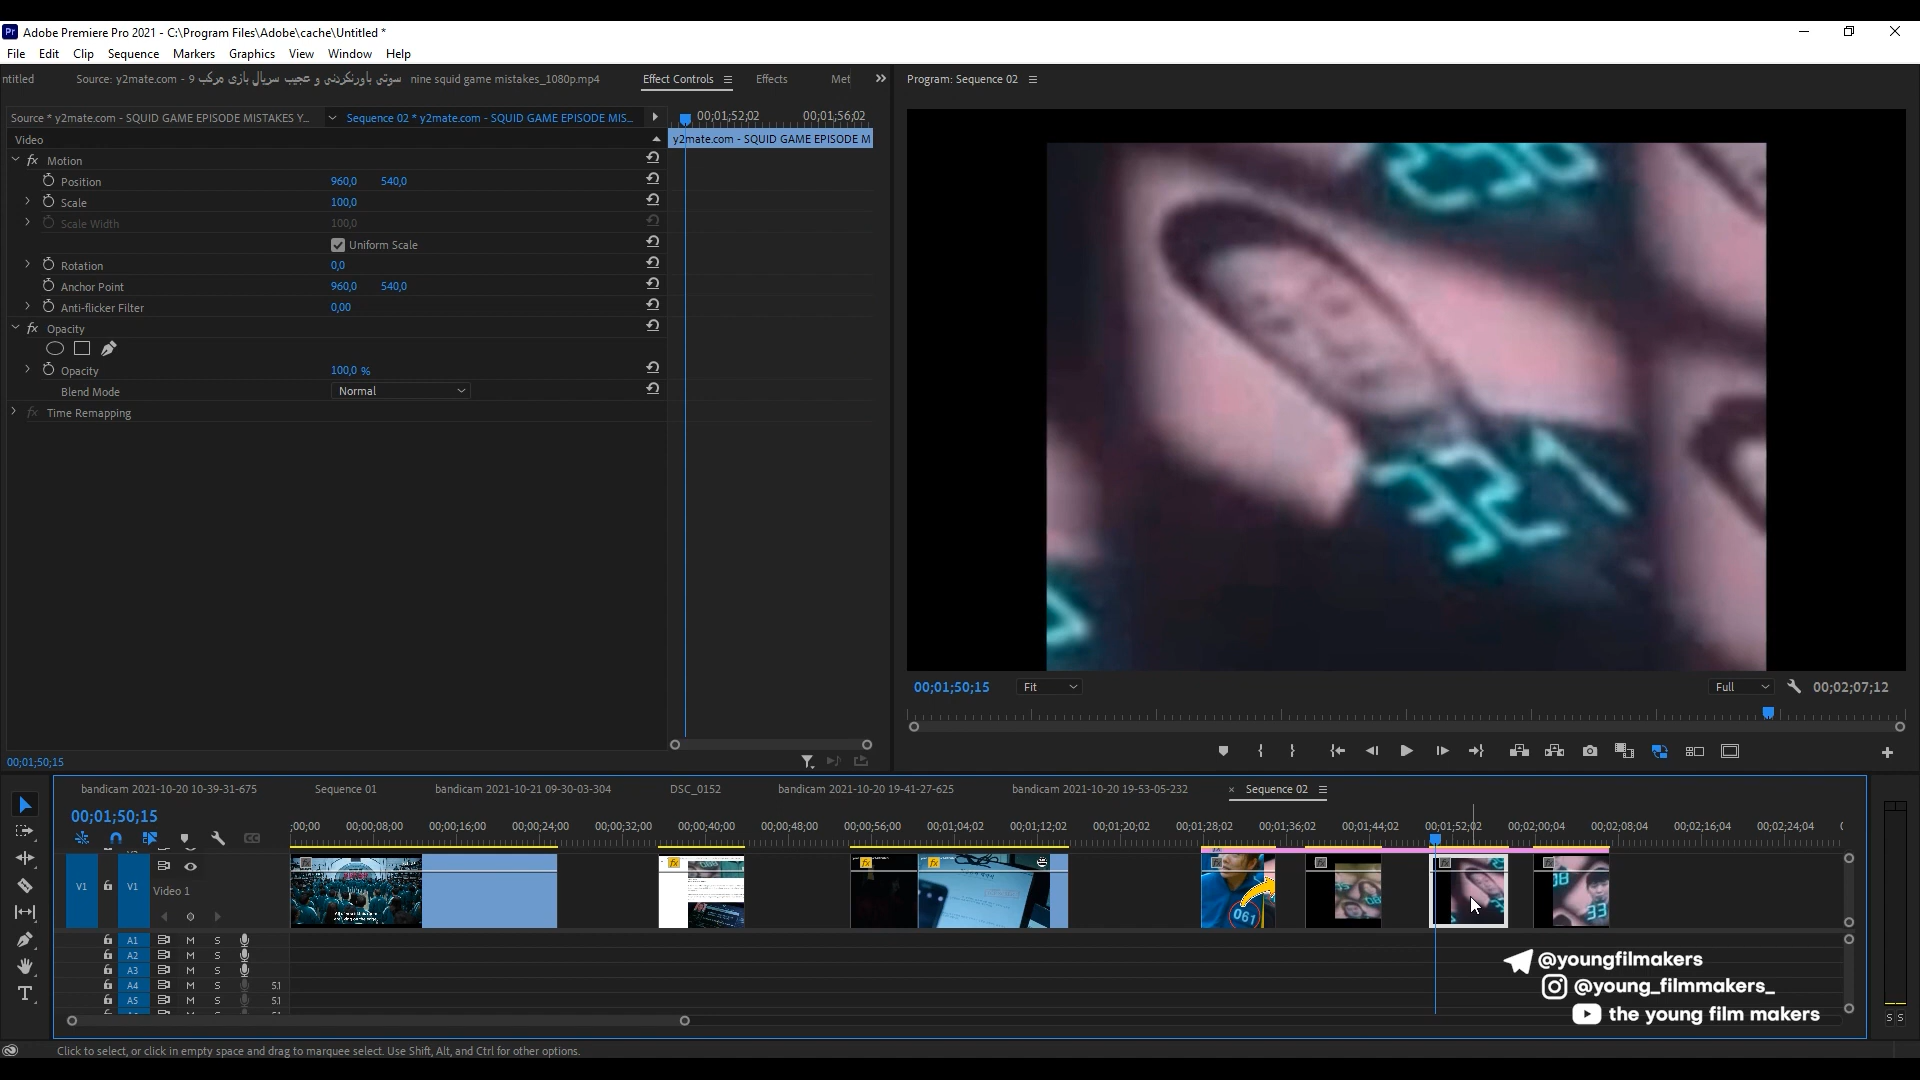 Adobe Premiere Pro 2021 - C:\Program Files\Adobe\cache\Untitled *
File Edit Clip Sequence Markers Graphics View Window Help
ntitled Source: y2mate.com - 9 سوتی باورنکردنی و عجیب سریال بازی مرکب nine squid game mistakes_1080p.mp4 Effect Controls Effects Met
Program: Sequence 02
Source * y2mate.com - SQUID GAME EPISODE MISTAKES Y... Sequence 02 * y2mate.com - SQUID GAME EPISODE MIS...
00;01;52;02 00;01;56;02
Video
y2mate.com - SQUID GAME EPISODE M
fx Motion
Position 960,0 540,0
Scale 100,0
Scale Width 100,0
Uniform Scale
Rotation 0,0
Anchor Point 960,0 540,0
Anti-flicker Filter 0,00
fx Opacity
Opacity 100,0 %
Blend Mode Normal
fx Time Remapping
321
00;01;50;15 Fit Full 00;02;07;12
00;01;50;15
bandicam 2021-10-20 10-39-31-675 Sequence 01 bandicam 2021-10-21 09-30-03-304 DSC_0152 bandicam 2021-10-20 19-41-27-625 bandicam 2021-10-20 19-53-05-232 × Sequence 02
00;01;50;15
;00;00 00;00;08;00 00;00;16;00 00;00;24;00 00;00;32;00 00;00;40;00 00;00;48;00 00;00;56;00 00;01;04;02 00;01;12;02 00;01;20;02 00;01;28;02 00;01;36;02 00;01;44;02 00;01;52;02 00;02;00;04 00;02;08;04 00;02;16;04 00;02;24;04
V1 V1 Video 1
061
A1 M S
A2 M S
A3 M S
A4 M S 5.1
A5 M S 5.1
@youngfilmakers
@young_filmmakers_
the young film makers
S S
Click to select, or click in empty space and drag to marquee select. Use Shift, Alt, and Ctrl for other options.